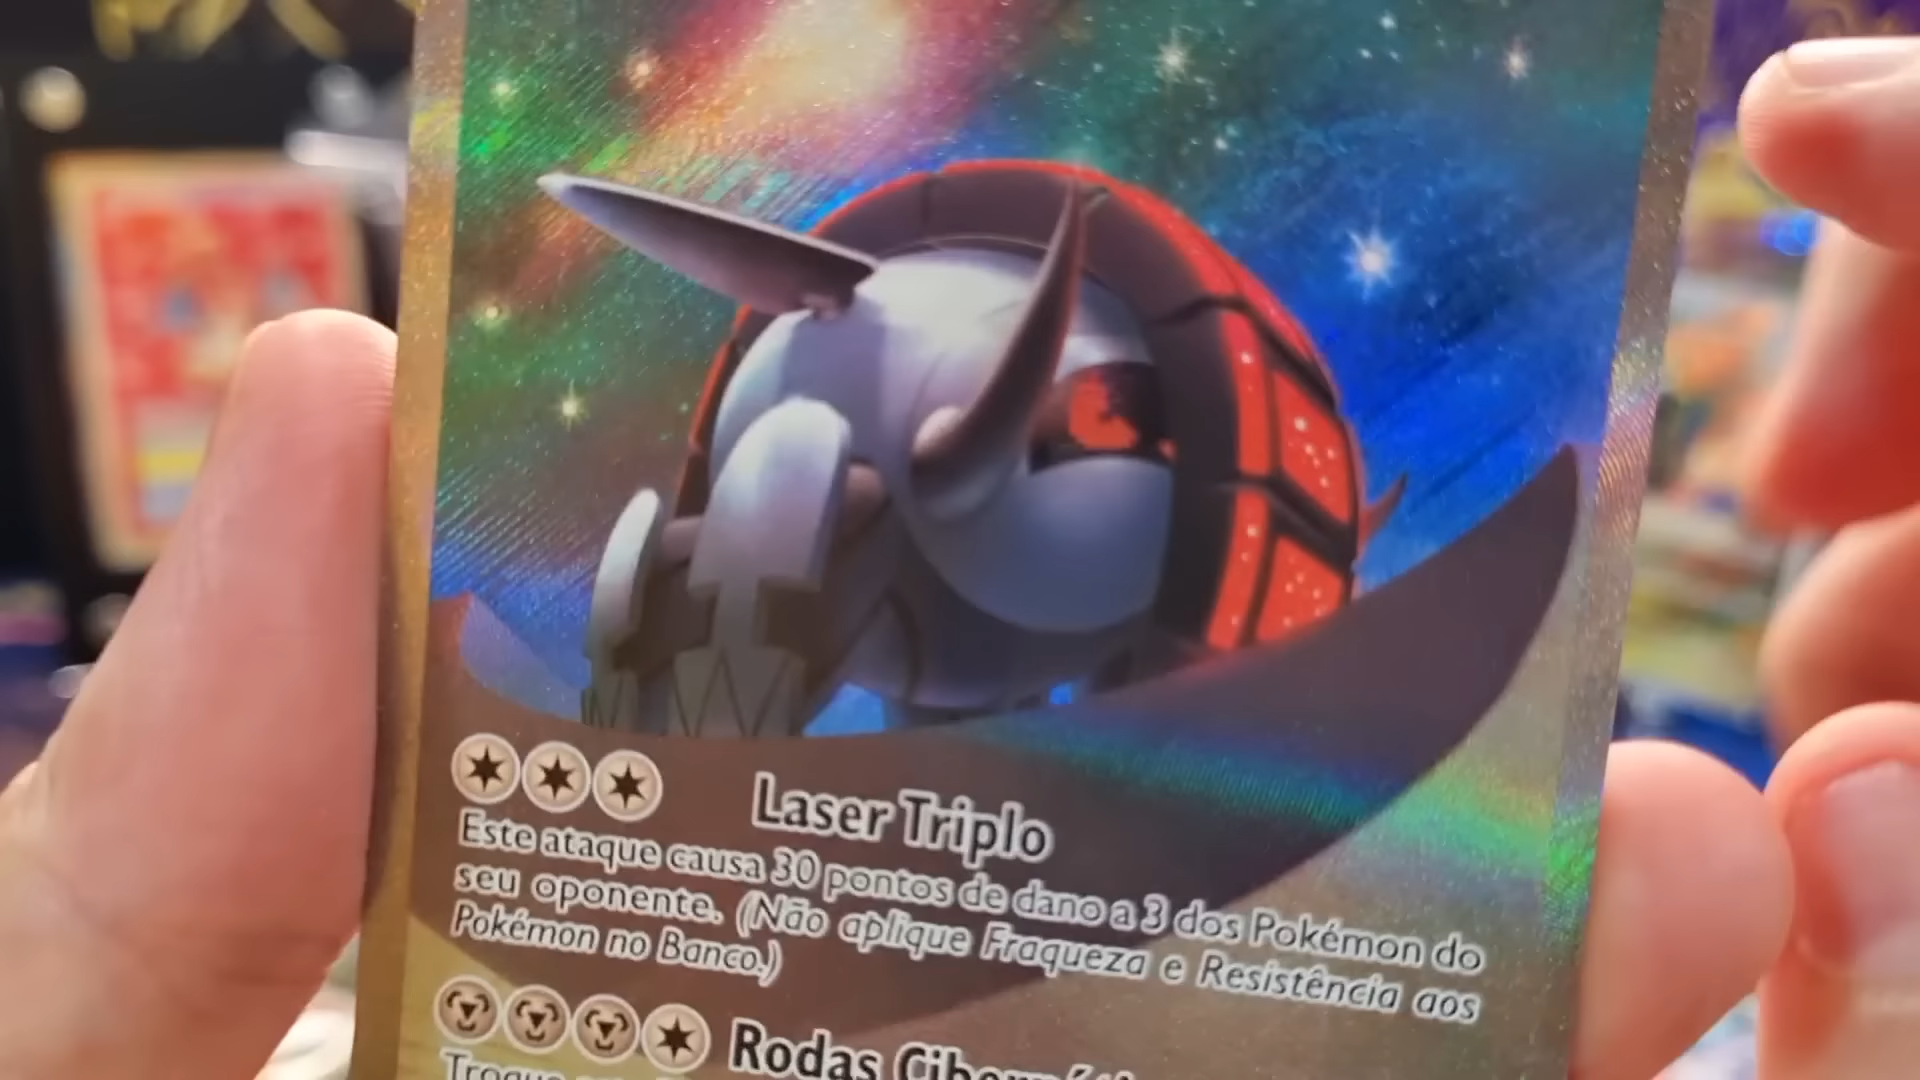 Laser Triplo
Este ataque causa 30 pontos de dano a 3 dos Pokémon do
seu oponente. (Não aplique Fraqueza e Resistência aos
Pokémon no Banco.)
Rodas